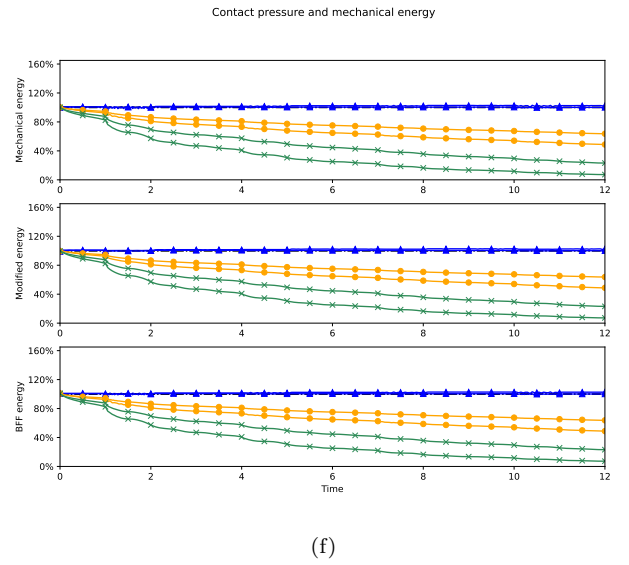 Contact pressure and mechanical energy
160%
120%
80%
40%
0%
Mechanical energy
0 2 4 6 8 10 12
160%
120%
80%
40%
0%
Modified energy
0 2 4 6 8 10 12
160%
120%
80%
40%
0%
BFF energy
0 2 4 6 8 10 12
Time
(f)